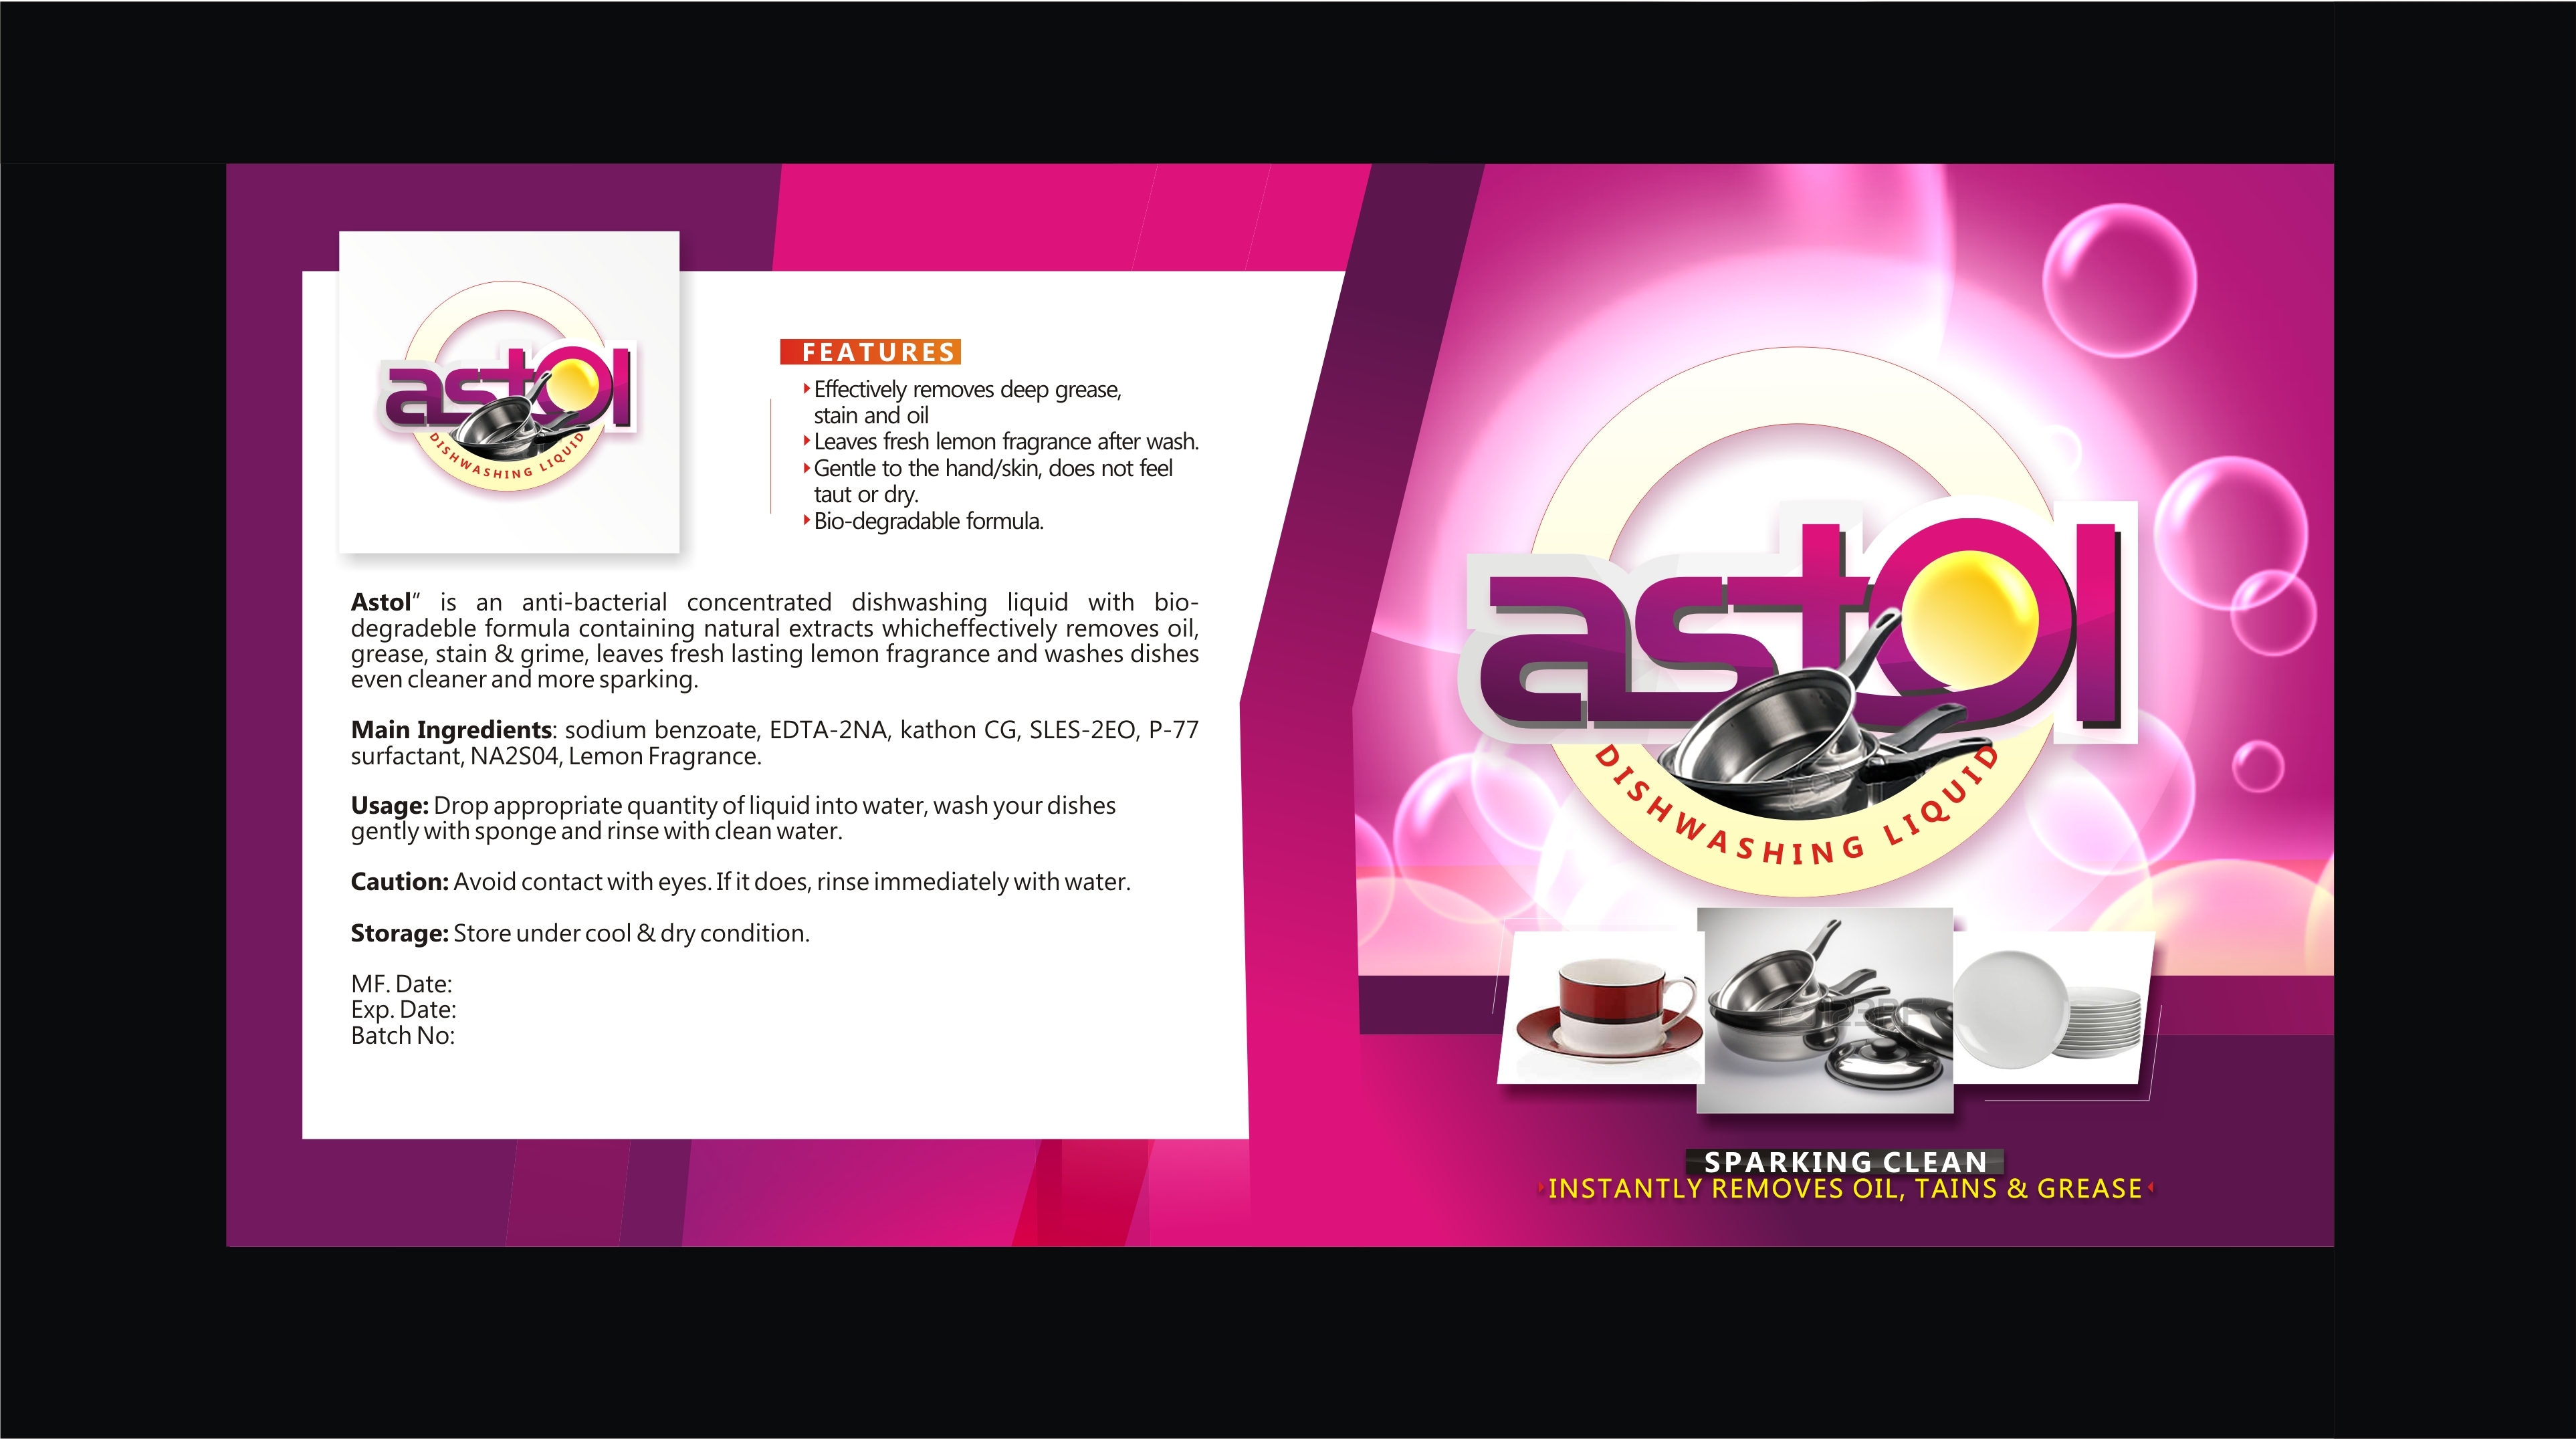 astol
DISHWASHING LIQUID
FEATURES
Effectively removes deep grease,
stain and oil
Leaves fresh lemon fragrance after wash.
Gentle to the hand/skin, does not feel
taut or dry.
Bio-degradable formula.
Astol” is an anti-bacterial concentrated dishwashing liquid with bio-
degradeble formula containing natural extracts whicheffectively removes oil,
grease, stain & grime, leaves fresh lasting lemon fragrance and washes dishes
even cleaner and more sparking.
Main Ingredients: sodium benzoate, EDTA-2NA, kathon CG, SLES-2EO, P-77
surfactant, NA2S04, Lemon Fragrance.
Usage: Drop appropriate quantity of liquid into water, wash your dishes
gently with sponge and rinse with clean water.
Caution: Avoid contact with eyes. If it does, rinse immediately with water.
Storage: Store under cool & dry condition.
MF. Date:
Exp. Date:
Batch No:
astol
DISHWASHING LIQUID
SPARKING CLEAN
INSTANTLY REMOVES OIL, TAINS & GREASE